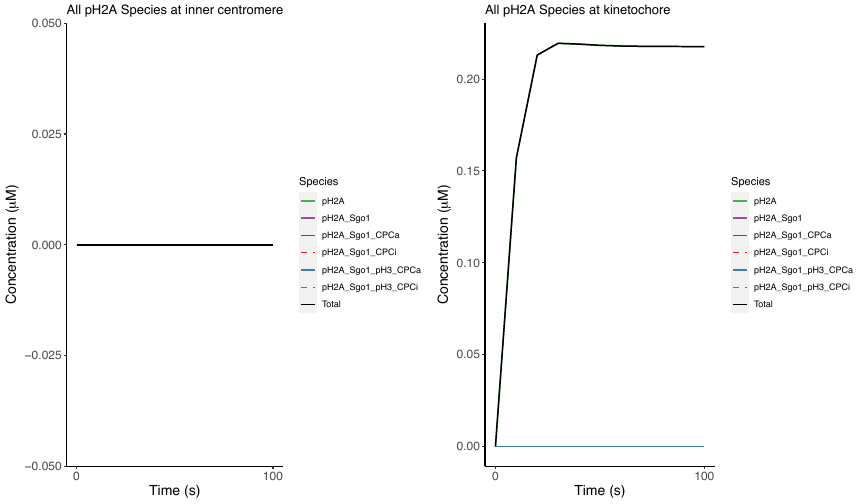 All pH2A Species at inner centromere
Concentration (μM)
0.050
0.025
0.000
−0.025
−0.050
0
100
Time (s)
Species
pH2A
pH2A_Sgo1
pH2A_Sgo1_CPCa
pH2A_Sgo1_CPCi
pH2A_Sgo1_pH3_CPCa
pH2A_Sgo1_pH3_CPCi
Total
All pH2A Species at kinetochore
Concentration (μM)
0.20
0.15
0.10
0.05
0.00
0
100
Time (s)
Species
pH2A
pH2A_Sgo1
pH2A_Sgo1_CPCa
pH2A_Sgo1_CPCi
pH2A_Sgo1_pH3_CPCa
pH2A_Sgo1_pH3_CPCi
Total